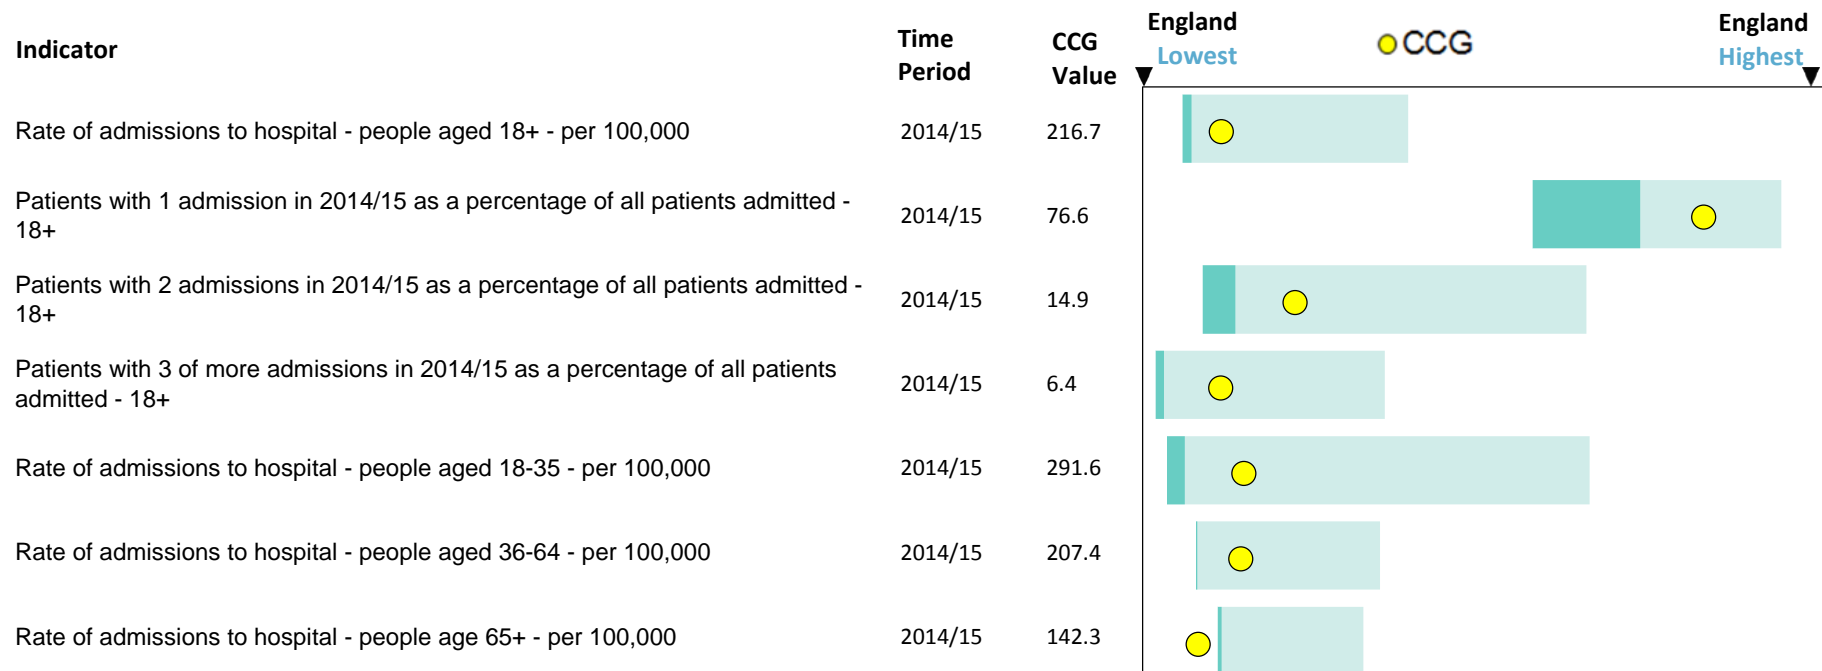 Indicator
Time
Period
CCG
Value
England
Lowest
CCG
England
Highest
Rate of admissions to hospital - people aged 18+ - per 100,000
2014/15
216.7
Patients with 1 admission in 2014/15 as a percentage of all patients admitted -
18+
2014/15
76.6
Patients with 2 admissions in 2014/15 as a percentage of all patients admitted -
18+
2014/15
14.9
Patients with 3 of more admissions in 2014/15 as a percentage of all patients
admitted - 18+
2014/15
6.4
Rate of admissions to hospital - people aged 18-35 - per 100,000
2014/15
291.6
Rate of admissions to hospital - people aged 36-64 - per 100,000
2014/15
207.4
Rate of admissions to hospital - people age 65+ - per 100,000
2014/15
142.3